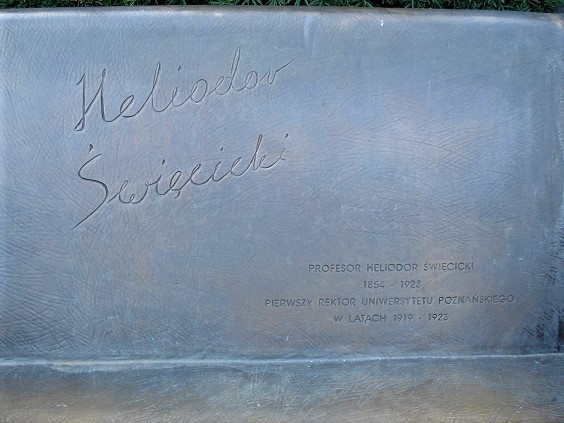 Heliodor
Święcicki
PROFESOR HELIODOR ŚWIĘCICKI
1854 - 1923
PIERWSZY REKTOR UNIWERSYTETU POZNAŃSKIEGO
W LATACH 1919 - 1923